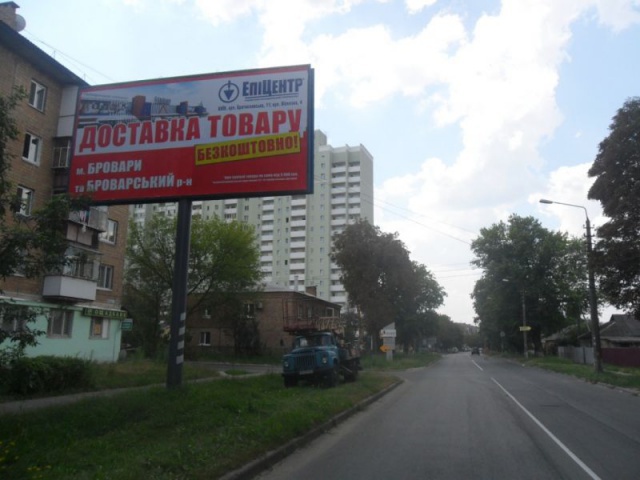 ЕПІЦЕНТР
ДОСТАВКА ТОВАРУ
БЕЗКОШТОВНО!
м. БРОВАРИ
та БРОВАРСЬКИЙ р-н